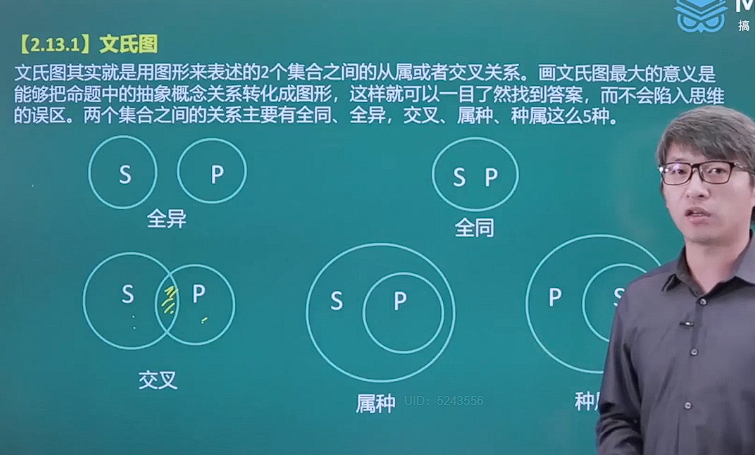 【2.13.1】文氏图
搞
文氏图其实就是用图形来表述的2个集合之间的从属或者交叉关系。画文氏图最大的意义是
能够把命题中的抽象概念关系转化成图形，这样就可以一目了然找到答案，而不会陷入思维
的误区。两个集合之间的关系主要有全同、全异，交叉、属种、种属这么5种。
S P
S P
全异
全同
S P
S P
P
交叉
属种
种
UID：5243556